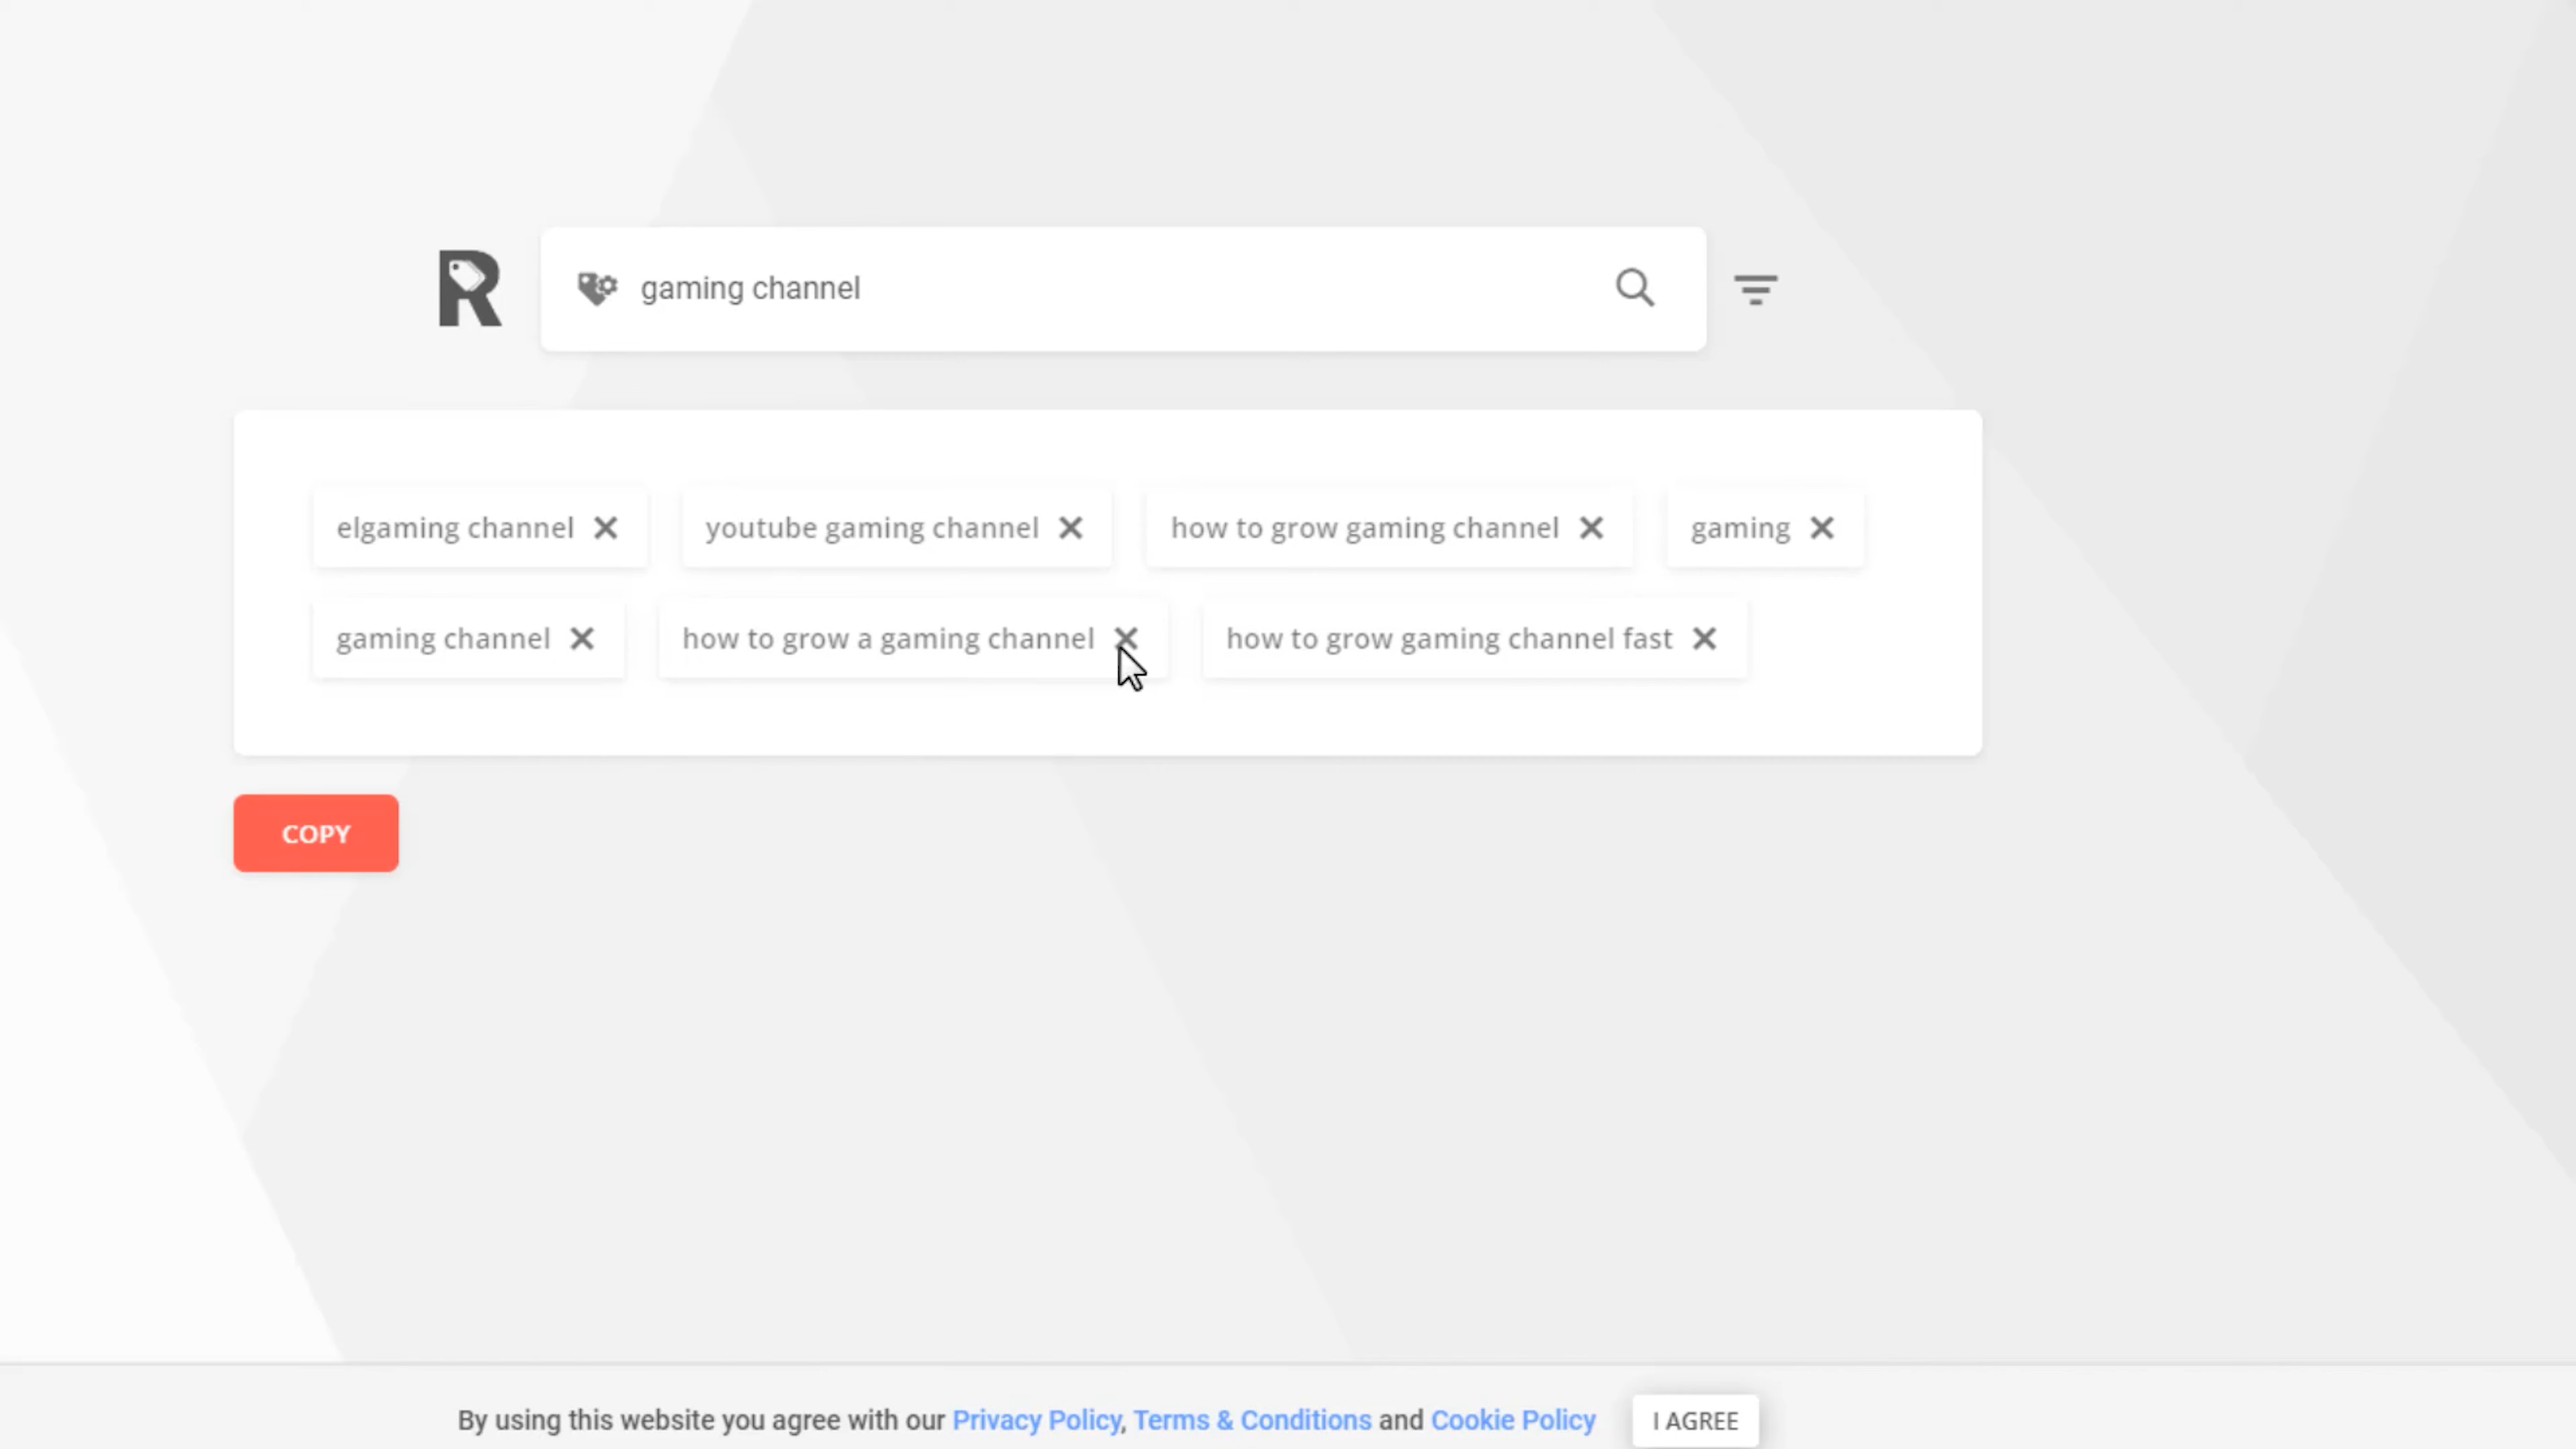 R gaming channel
elgaming channel youtube gaming channel how to grow gaming channel gaming
gaming channel how to grow a gaming channel how to grow gaming channel fast
COPY
By using this website you agree with our Privacy Policy, Terms & Conditions and Cookie Policy I AGREE